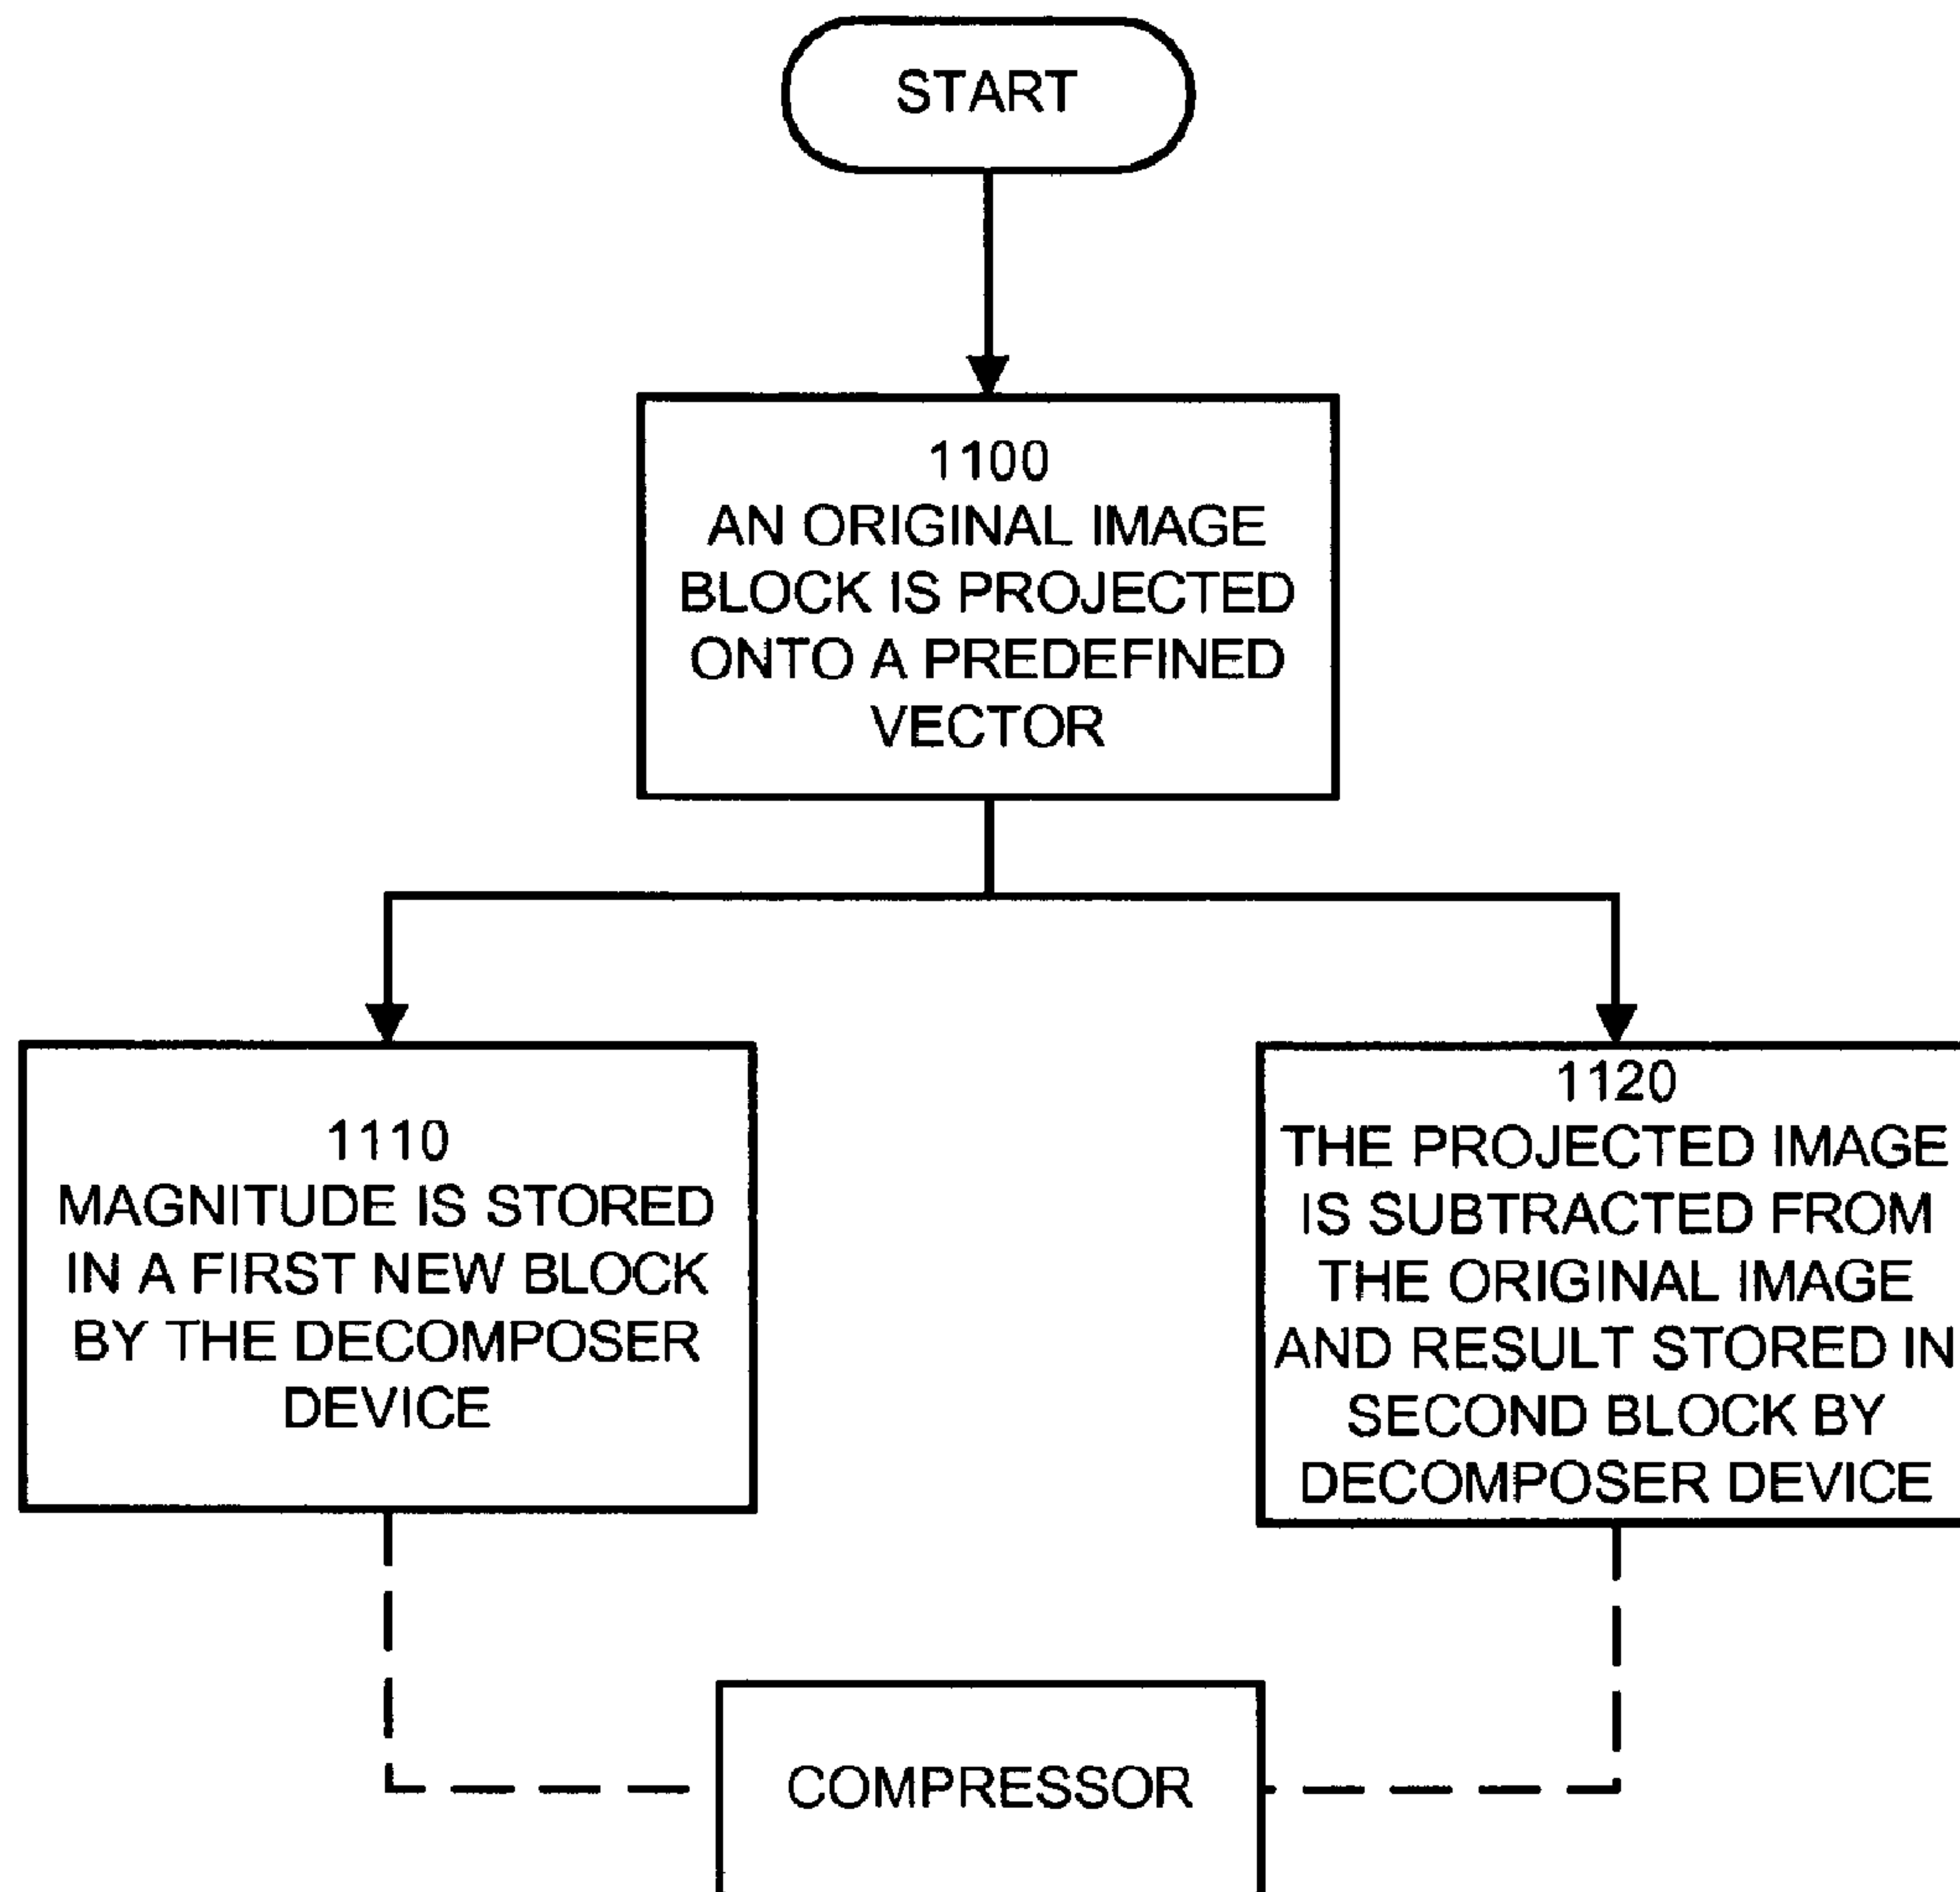 START
1100
AN ORIGINAL IMAGE
BLOCK IS PROJECTED
ONTO A PREDEFINED
VECTOR
1110
MAGNITUDE IS STORED
IN A FIRST NEW BLOCK
BY THE DECOMPOSER
DEVICE
1120
THE PROJECTED IMAGE
IS SUBTRACTED FROM
THE ORIGINAL IMAGE
AND RESULT STORED IN
SECOND BLOCK BY
DECOMPOSER DEVICE
COMPRESSOR